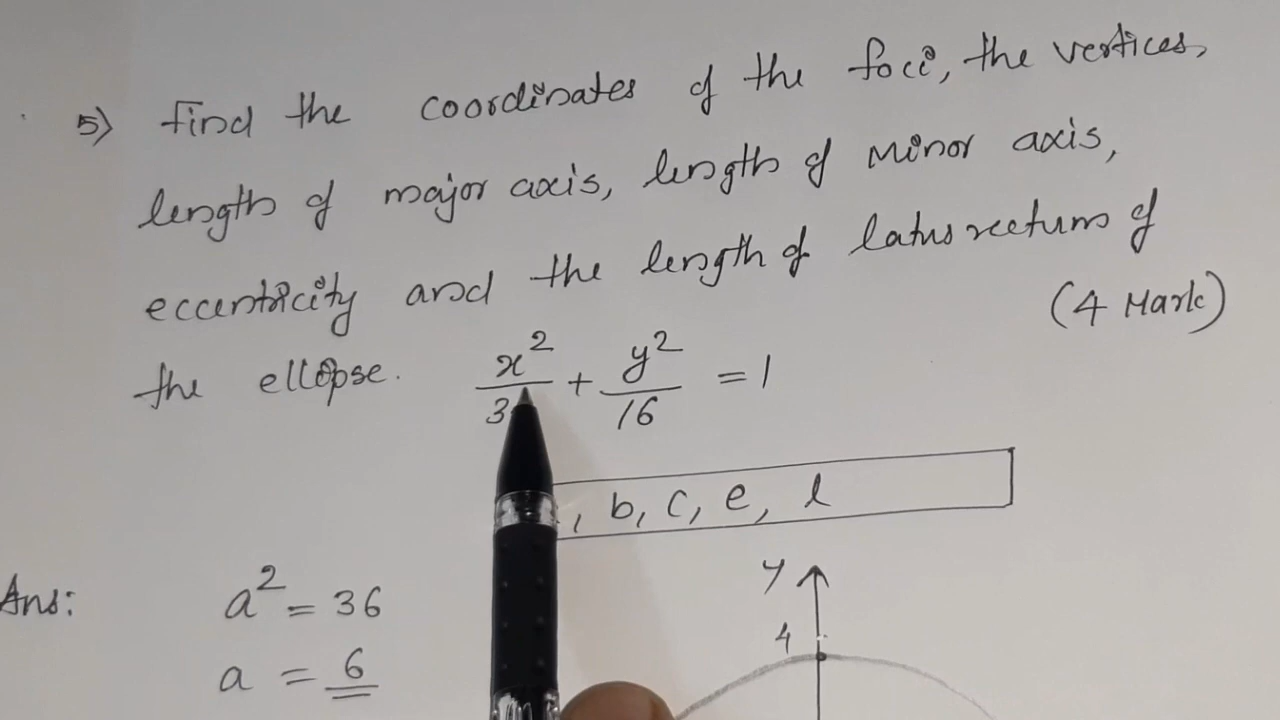 5) Find the coordinates of the foci, the vertices,
length of major axis, length of Minor axis,
eccentricity and the length of latus rectum of
the ellipse. x²/3 + y²/16 = 1 (4 Mark)
, b, c, e, l
Ans: a² = 36
a = 6
y
4